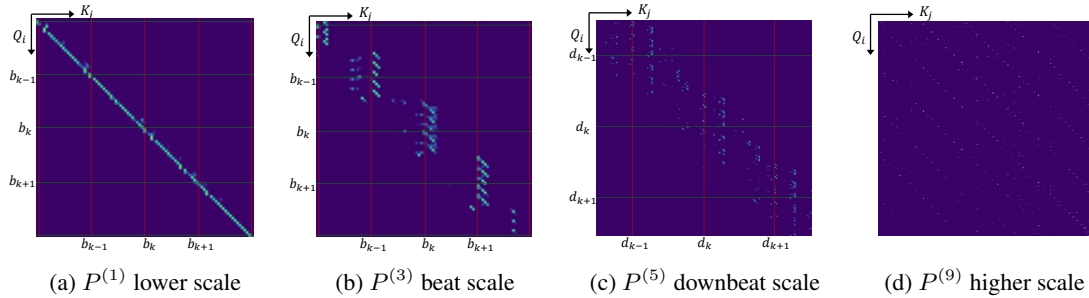 K_j K_j K_j K_j
Q_i Q_i Q_i Q_i
b_{k-1} b_{k-1} d_{k-1}
b_k b_k d_k
b_{k+1} b_{k+1} d_{k+1}
b_{k-1} b_k b_{k+1} b_{k-1} b_k b_{k+1} d_{k-1} d_k d_{k+1}
(a) P^{(1)} lower scale (b) P^{(3)} beat scale (c) P^{(5)} downbeat scale (d) P^{(9)} higher scale